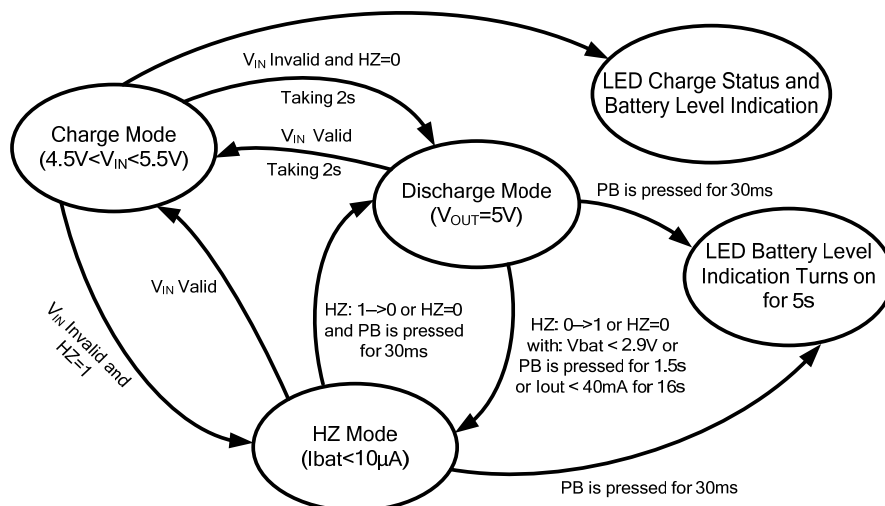 V_IN Invalid and HZ=0
Taking 2s
V_IN Valid
Taking 2s
LED Charge Status and
Battery Level Indication
Charge Mode
(4.5V<V_IN<5.5V)
Discharge Mode
(V_OUT=5V)
PB is pressed for 30ms
LED Battery Level
Indication Turns on
for 5s
V_IN Valid
V_IN Invalid and
HZ=1
HZ: 1–>0 or HZ=0
and PB is pressed
for 30ms
HZ: 0–>1 or HZ=0
with: Vbat < 2.9V or
PB is pressed for 1.5s
or Iout < 40mA for 16s
HZ Mode
(Ibat<10µA)
PB is pressed for 30ms